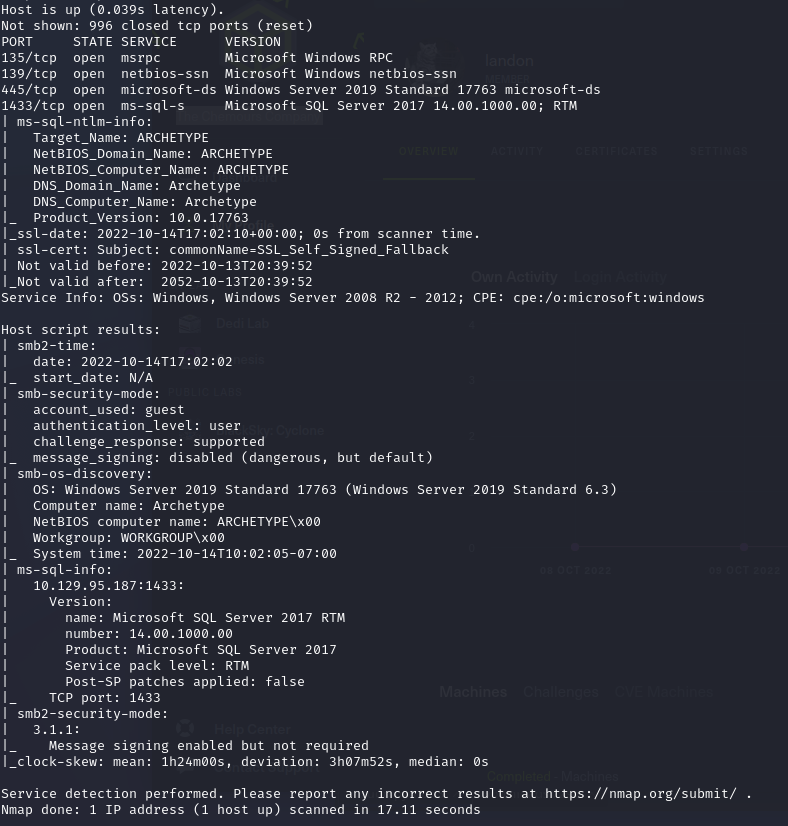 Host is up (0.039s latency).
Not shown: 996 closed tcp ports (reset)
PORT     STATE SERVICE      VERSION
135/tcp  open  msrpc        Microsoft Windows RPC
139/tcp  open  netbios-ssn  Microsoft Windows netbios-ssn
445/tcp  open  microsoft-ds Windows Server 2019 Standard 17763 microsoft-ds
1433/tcp open  ms-sql-s     Microsoft SQL Server 2017 14.00.1000.00; RTM
| ms-sql-ntlm-info:
|   Target_Name: ARCHETYPE
|   NetBIOS_Domain_Name: ARCHETYPE
|   NetBIOS_Computer_Name: ARCHETYPE
|   DNS_Domain_Name: Archetype
|   DNS_Computer_Name: Archetype
|_  Product_Version: 10.0.17763
|_ssl-date: 2022-10-14T17:02:10+00:00; 0s from scanner time.
| ssl-cert: Subject: commonName=SSL_Self_Signed_Fallback
| Not valid before: 2022-10-13T20:39:52
|_Not valid after:  2052-10-13T20:39:52
Service Info: OSs: Windows, Windows Server 2008 R2 - 2012; CPE: cpe:/o:microsoft:windows
Host script results:
| smb2-time:
|   date: 2022-10-14T17:02:02
|_  start_date: N/A
| smb-security-mode:
|   account_used: guest
|   authentication_level: user
|   challenge_response: supported
|_  message_signing: disabled (dangerous, but default)
| smb-os-discovery:
|   OS: Windows Server 2019 Standard 17763 (Windows Server 2019 Standard 6.3)
|   Computer name: Archetype
|   NetBIOS computer name: ARCHETYPE\x00
|   Workgroup: WORKGROUP\x00
|_  System time: 2022-10-14T10:02:05-07:00
| ms-sql-info:
|   10.129.95.187:1433:
|     Version:
|       name: Microsoft SQL Server 2017 RTM
|       number: 14.00.1000.00
|       Product: Microsoft SQL Server 2017
|       Service pack level: RTM
|       Post-SP patches applied: false
|_    TCP port: 1433
| smb2-security-mode:
|   3.1.1:
|_    Message signing enabled but not required
|_clock-skew: mean: 1h24m00s, deviation: 3h07m52s, median: 0s
Service detection performed. Please report any incorrect results at https://nmap.org/submit/ .
Nmap done: 1 IP address (1 host up) scanned in 17.11 seconds
landon
MEMBER
OVERVIEW ACTIVITY CERTIFICATES SETTINGS
Own Activity
Dedi Lab
Machines Challenges
Help Center